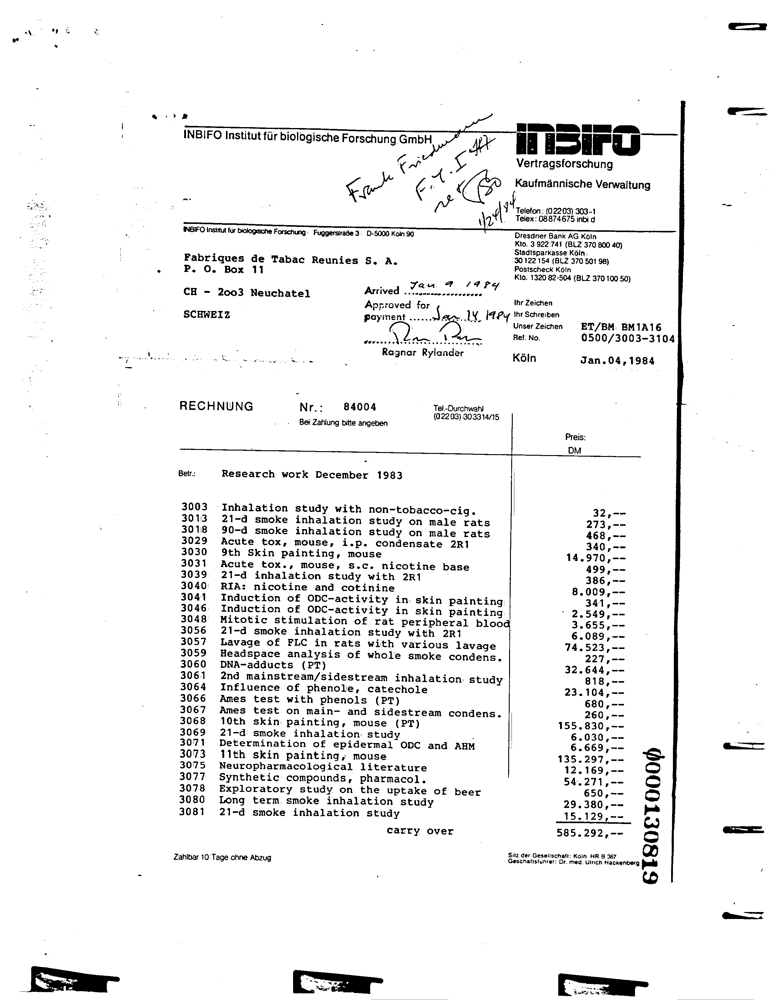 INBIFO Institut für biologische Forschung GmbH
INBIFO
Vertragsforschung
Kaufmännische Verwaltung
Frank Friedmann
F.Y.I.
1/24/84
Telefon: (02203) 303-1
Telex: 08874675 inbi d
INBIFO Institut für biologische Forschung · Fuggerstraße 3 · D-5000 Köln 90
Dresdner Bank AG Köln
Kto. 3 922 741 (BLZ 370 800 40)
Stadtsparkasse Köln
30 122 154 (BLZ 370 501 98)
Postscheck Köln
Kto. 1320 82-504 (BLZ 370 100 50)
Fabriques de Tabac Reunies S. A.
P. O. Box 11
CH - 2oo3 Neuchatel
SCHWEIZ
Arrived Jan 9 1984
Approved for
payment ...... Jan 14 1984
Ragnar Rylander
Ihr Zeichen
Ihr Schreiben
Unser Zeichen ET/BM BM1A16
Ref. No. 0500/3003-3104
Köln Jan.04,1984
RECHNUNG Nr.: 84004
Bei Zahlung bitte angeben
Tel.-Durchwahl
(02203) 303314/15
Preis:
DM
Betr.: Research work December 1983
3003 Inhalation study with non-tobacco-cig. 32,--
3013 21-d smoke inhalation study on male rats 273,--
3018 90-d smoke inhalation study on male rats 468,--
3029 Acute tox, mouse, i.p. condensate 2R1 340,--
3030 9th Skin painting, mouse 14.970,--
3031 Acute tox., mouse, s.c. nicotine base 499,--
3039 21-d inhalation study with 2R1 386,--
3040 RIA: nicotine and cotinine 8.009,--
3041 Induction of ODC-activity in skin painting 341,--
3046 Induction of ODC-activity in skin painting 2.549,--
3048 Mitotic stimulation of rat peripheral blood 3.655,--
3056 21-d smoke inhalation study with 2R1 6.089,--
3057 Lavage of FLC in rats with various lavage 74.523,--
3059 Headspace analysis of whole smoke condens. 227,--
3060 DNA-adducts (PT) 32.644,--
3061 2nd mainstream/sidestream inhalation study 818,--
3064 Influence of phenole, catechole 23.104,--
3066 Ames test with phenols (PT) 680,--
3067 Ames test on main- and sidestream condens. 260,--
3068 10th skin painting, mouse (PT) 155.830,--
3069 21-d smoke inhalation study 6.030,--
3071 Determination of epidermal ODC and AHM 6.669,--
3073 11th skin painting, mouse 135.297,--
3075 Neuropharmacological literature 12.169,--
3077 Synthetic compounds, pharmacol. 54.271,--
3078 Exploratory study on the uptake of beer 650,--
3080 Long term smoke inhalation study 29.380,--
3081 21-d smoke inhalation study 15.129,--
carry over 585.292,--
Zahlbar 10 Tage ohne Abzug
Sitz der Gesellschaft: Köln HR B 367
Geschäftsführer: Dr. med. Ulrich Hackenberg
0000130819